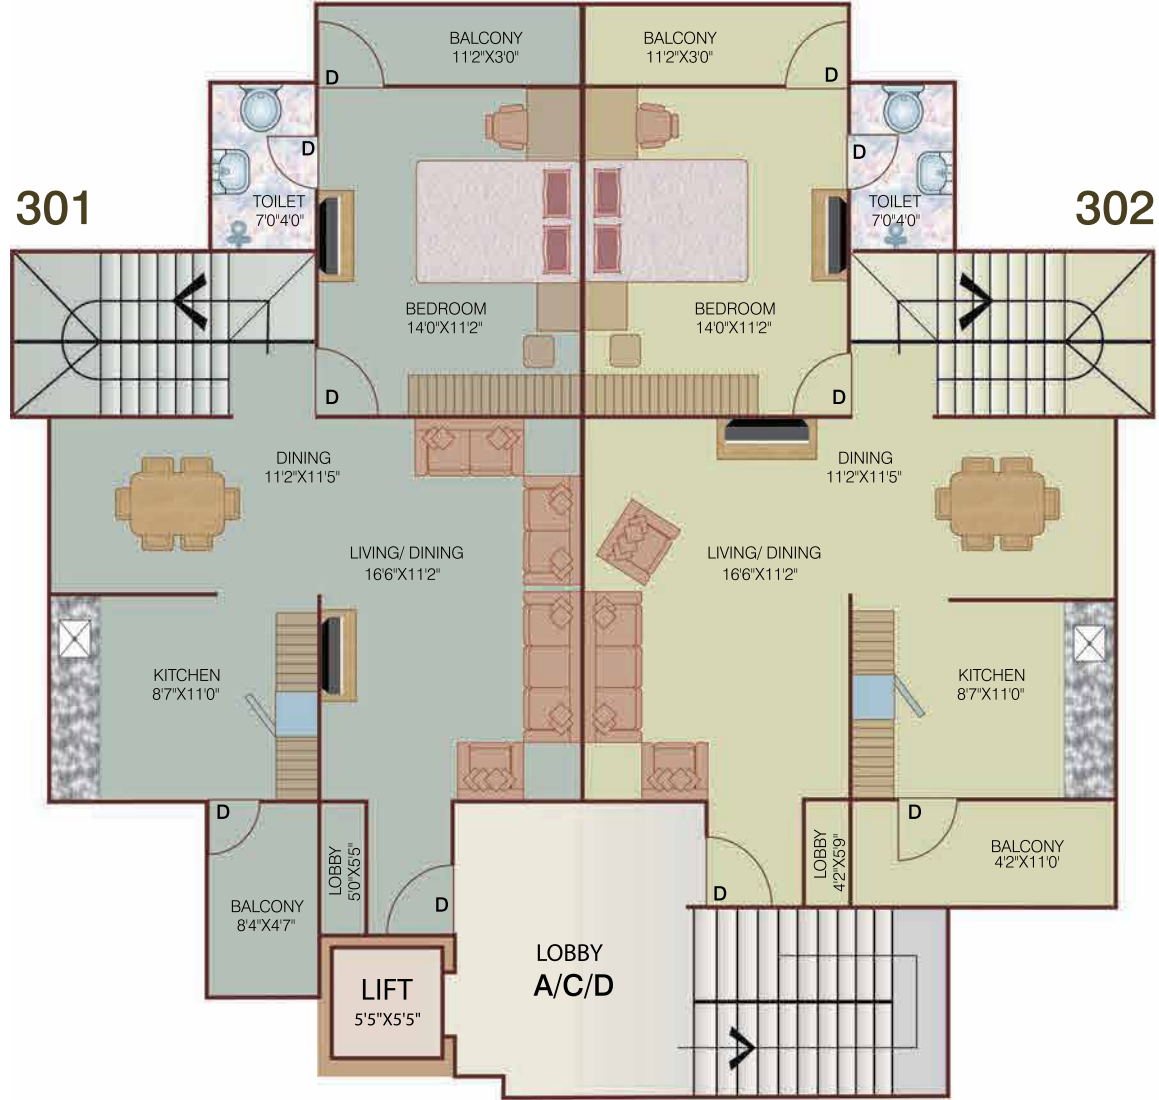 BALCONY
11'2"X3'0"
BALCONY
11'2"X3'0"
D
D
D
D
301
TOILET
7'0"4'0"
TOILET
7'0"4'0"
302
BEDROOM
14'0"X11'2"
BEDROOM
14'0"X11'2"
D
D
DINING
11'2"X11'5"
DINING
11'2"X11'5"
LIVING/ DINING
16'6"X11'2"
LIVING/ DINING
16'6"X11'2"
KITCHEN
8'7"X11'0"
KITCHEN
8'7"X11'0"
D
D
LOBBY
5'0"X5'5"
LOBBY
4'2"X5'9"
BALCONY
4'2"X11'0'
D
D
BALCONY
8'4"X4'7"
LOBBY
A/C/D
LIFT
5'5"X5'5"